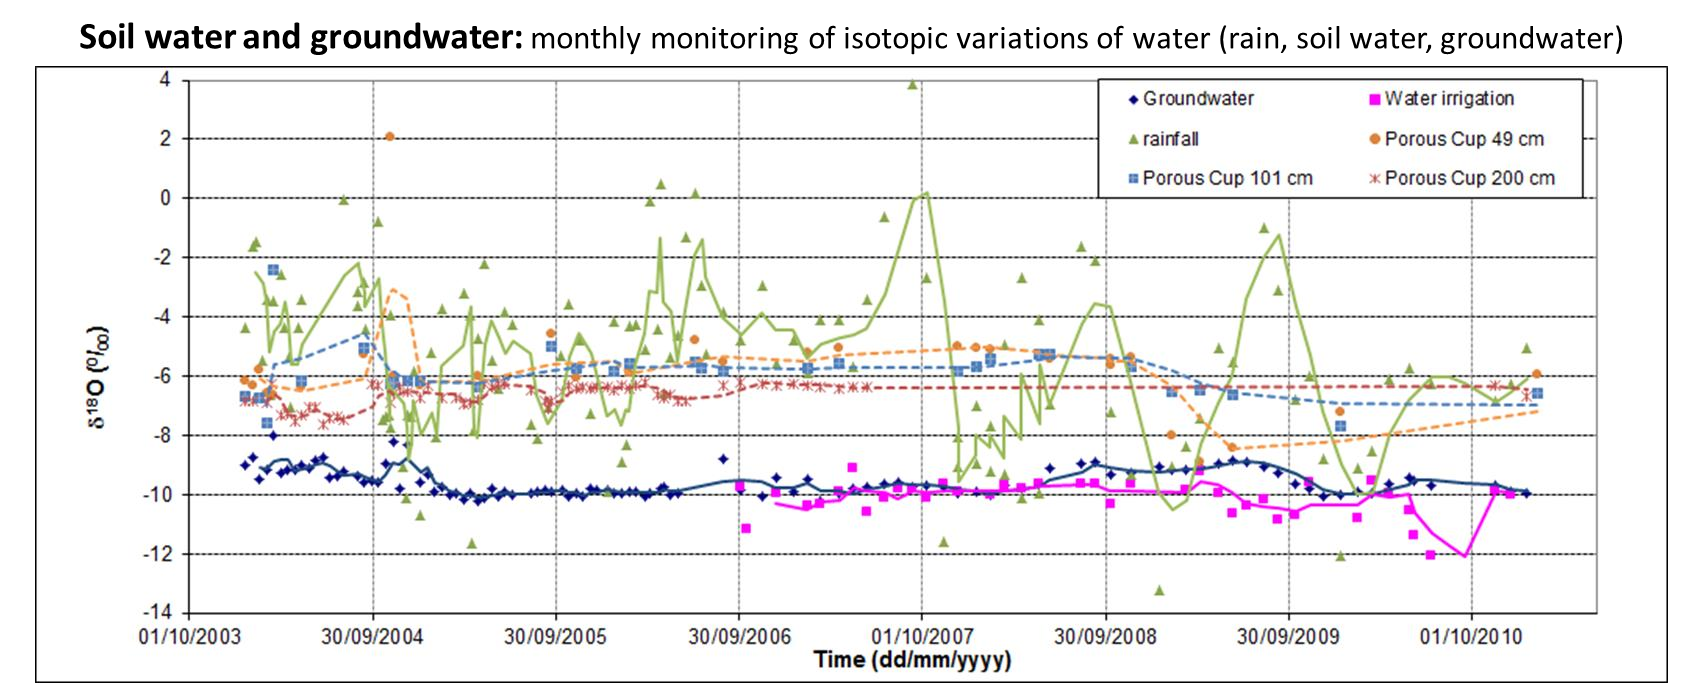 Soil water and groundwater: monthly monitoring of isotopic variations of water (rain, soil water, groundwater)
4
2
0
-2
-4
-6
-8
-10
-12
-14
δ 18O (0/00)
Groundwater
Water irrigation
rainfall
Porous Cup 49 cm
Porous Cup 101 cm
Porous Cup 200 cm
01/10/2003 30/09/2004 30/09/2005 30/09/2006 01/10/2007 30/09/2008 30/09/2009 01/10/2010
Time (dd/mm/yyyy)